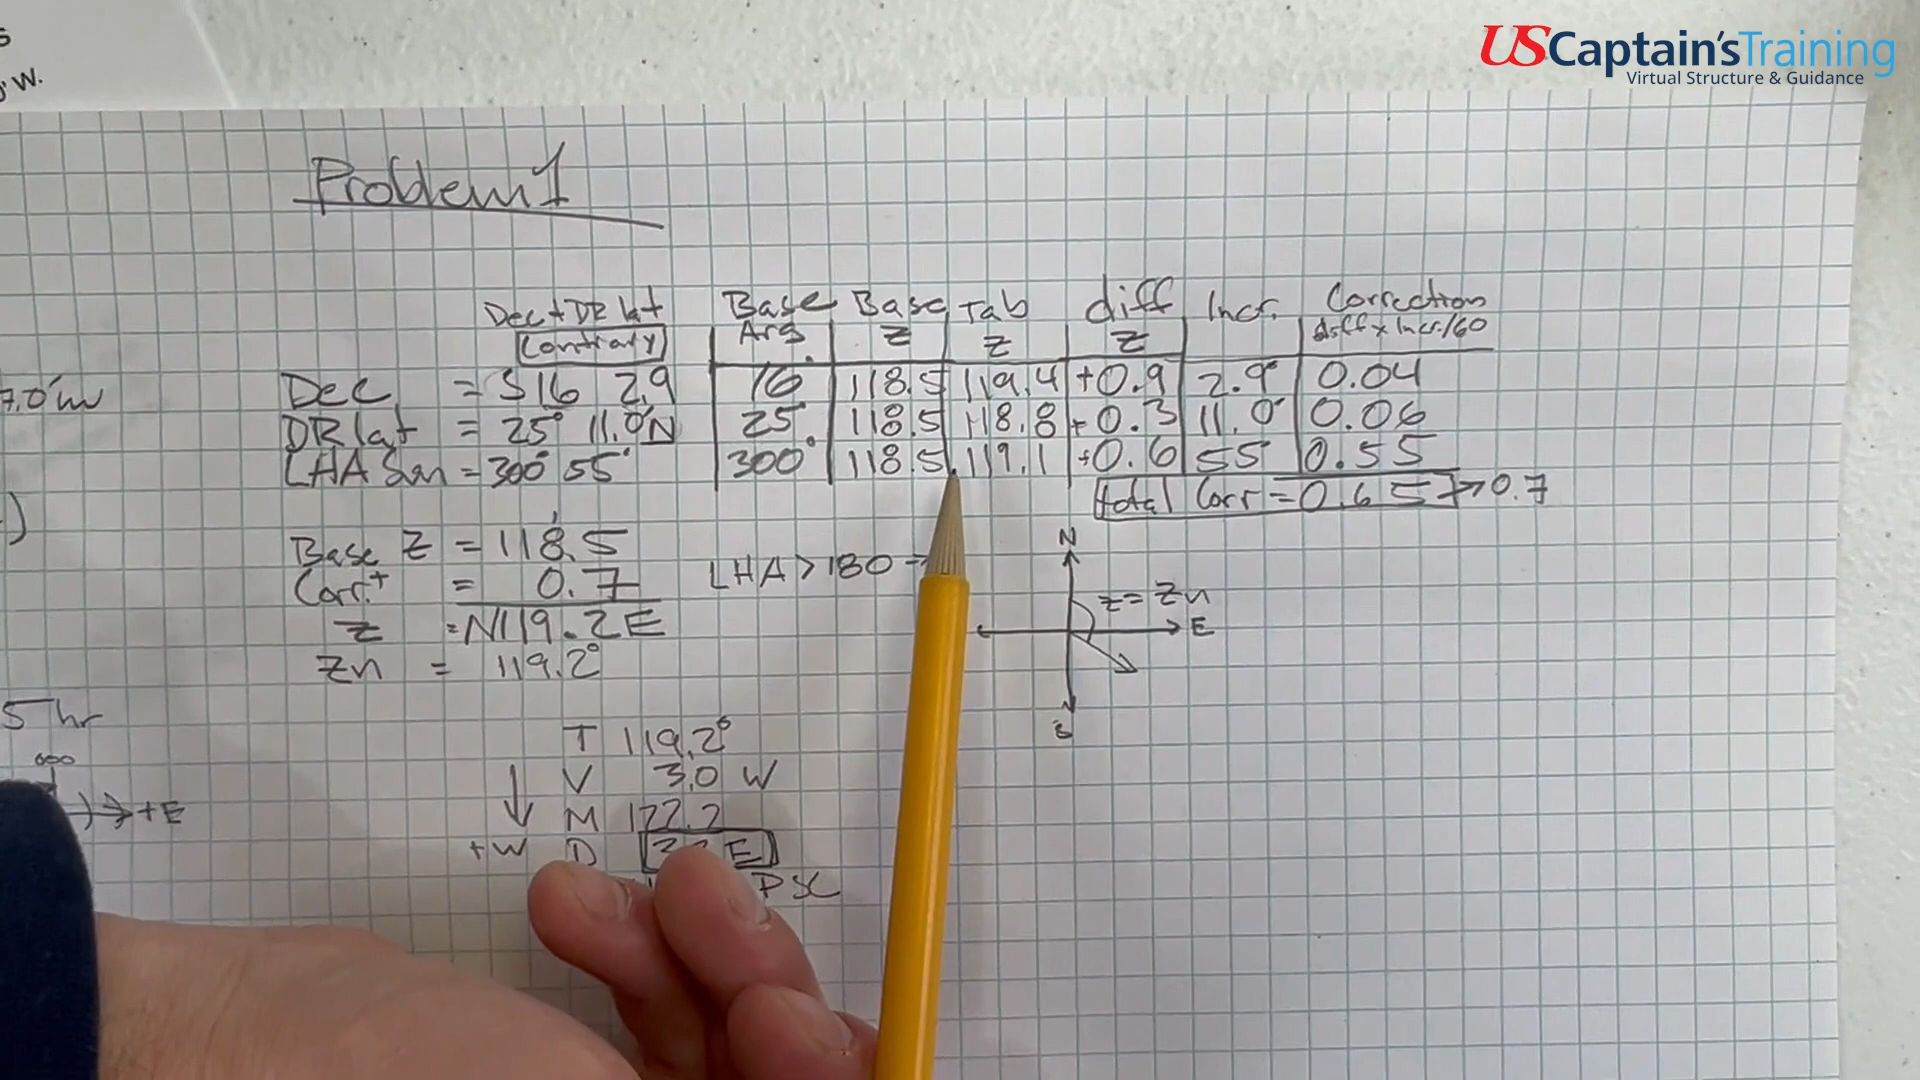 USCaptain'sTraining
Virtual Structure & Guidance
W.
Problem 1
Dec + DR lat Base Base Tab diff Incr. Correction
Contrary Arg. Z Z Z diff x Incr./60
Dec = S16 2.9 16° 118.5 119.4 +0.9 2.9' 0.04
DR lat = 25° 11.0'N 25° 118.5 118.8 +0.3 11.0' 0.06
LHA Sun = 300° 55' 300° 118.5 119.1 +0.6 55' 0.55
total Corr = 0.65 → 0.7
Base Z = 118.5
Corr.+ = 0.7
Z = N119.2E
Zn = 119.2°
LHA > 180 →
N
Z = Zn
E
S
5 hr
000
+E
T 119.2°
V 3.0 W
M 122.2
+W D E
PSC